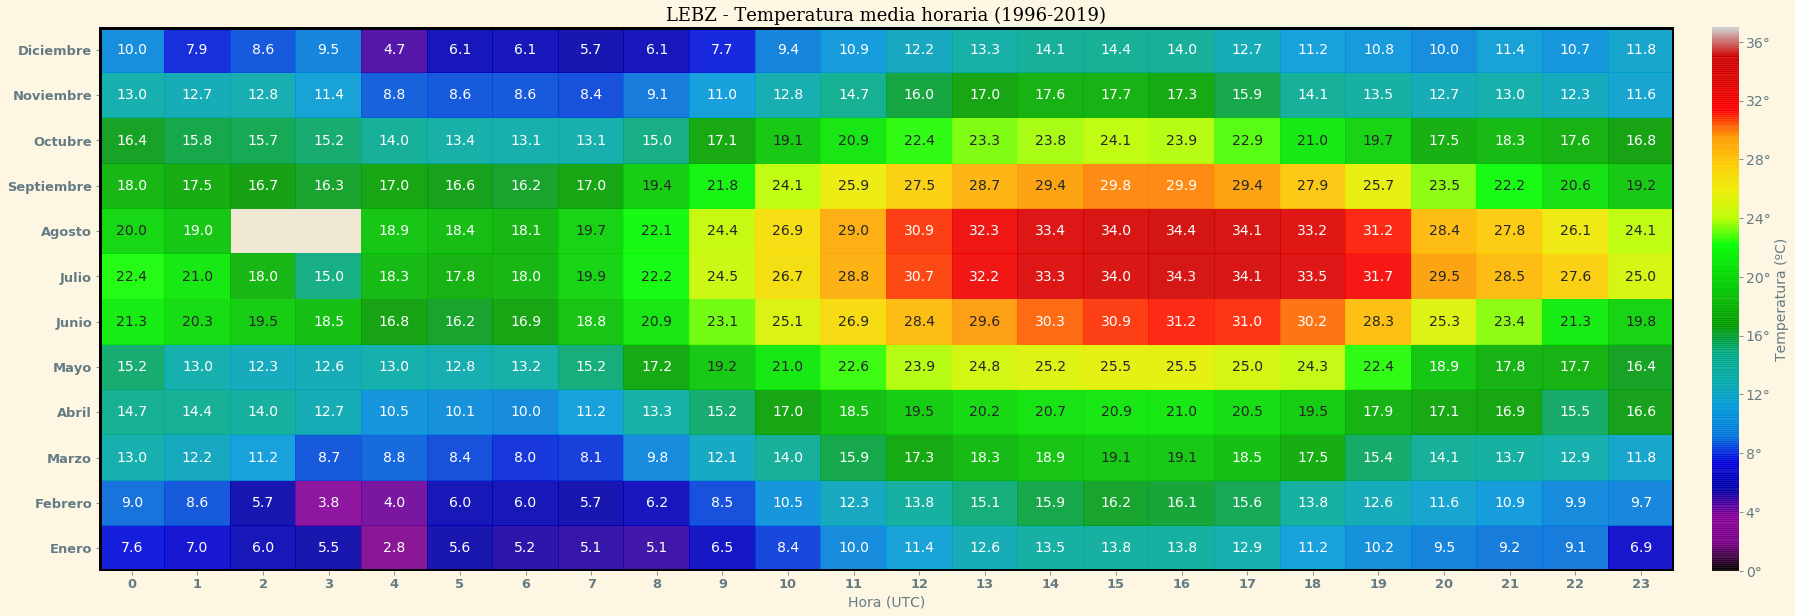 LEBZ - Temperatura media horaria (1996-2019)
Diciembre 10.0 7.9 8.6 9.5 4.7 6.1 6.1 5.7 6.1 7.7 9.4 10.9 12.2 13.3 14.1 14.4 14.0 12.7 11.2 10.8 10.0 11.4 10.7 11.8
Noviembre 13.0 12.7 12.8 11.4 8.8 8.6 8.6 8.4 9.1 11.0 12.8 14.7 16.0 17.0 17.6 17.7 17.3 15.9 14.1 13.5 12.7 13.0 12.3 11.6
Octubre 16.4 15.8 15.7 15.2 14.0 13.4 13.1 13.1 15.0 17.1 19.1 20.9 22.4 23.3 23.8 24.1 23.9 22.9 21.0 19.7 17.5 18.3 17.6 16.8
Septiembre 18.0 17.5 16.7 16.3 17.0 16.6 16.2 17.0 19.4 21.8 24.1 25.9 27.5 28.7 29.4 29.8 29.9 29.4 27.9 25.7 23.5 22.2 20.6 19.2
Agosto 20.0 19.0 18.9 18.4 18.1 19.7 22.1 24.4 26.9 29.0 30.9 32.3 33.4 34.0 34.4 34.1 33.2 31.2 28.4 27.8 26.1 24.1
Julio 22.4 21.0 18.0 15.0 18.3 17.8 18.0 19.9 22.2 24.5 26.7 28.8 30.7 32.2 33.3 34.0 34.3 34.1 33.5 31.7 29.5 28.5 27.6 25.0
Junio 21.3 20.3 19.5 18.5 16.8 16.2 16.9 18.8 20.9 23.1 25.1 26.9 28.4 29.6 30.3 30.9 31.2 31.0 30.2 28.3 25.3 23.4 21.3 19.8
Mayo 15.2 13.0 12.3 12.6 13.0 12.8 13.2 15.2 17.2 19.2 21.0 22.6 23.9 24.8 25.2 25.5 25.5 25.0 24.3 22.4 18.9 17.8 17.7 16.4
Abril 14.7 14.4 14.0 12.7 10.5 10.1 10.0 11.2 13.3 15.2 17.0 18.5 19.5 20.2 20.7 20.9 21.0 20.5 19.5 17.9 17.1 16.9 15.5 16.6
Marzo 13.0 12.2 11.2 8.7 8.8 8.4 8.0 8.1 9.8 12.1 14.0 15.9 17.3 18.3 18.9 19.1 19.1 18.5 17.5 15.4 14.1 13.7 12.9 11.8
Febrero 9.0 8.6 5.7 3.8 4.0 6.0 6.0 5.7 6.2 8.5 10.5 12.3 13.8 15.1 15.9 16.2 16.1 15.6 13.8 12.6 11.6 10.9 9.9 9.7
Enero 7.6 7.0 6.0 5.5 2.8 5.6 5.2 5.1 5.1 6.5 8.4 10.0 11.4 12.6 13.5 13.8 13.8 12.9 11.2 10.2 9.5 9.2 9.1 6.9
0 1 2 3 4 5 6 7 8 9 10 11 12 13 14 15 16 17 18 19 20 21 22 23
Hora (UTC)
36°
32°
28°
24°
20°
16°
12°
8°
4°
0°
Temperatura (ºC)